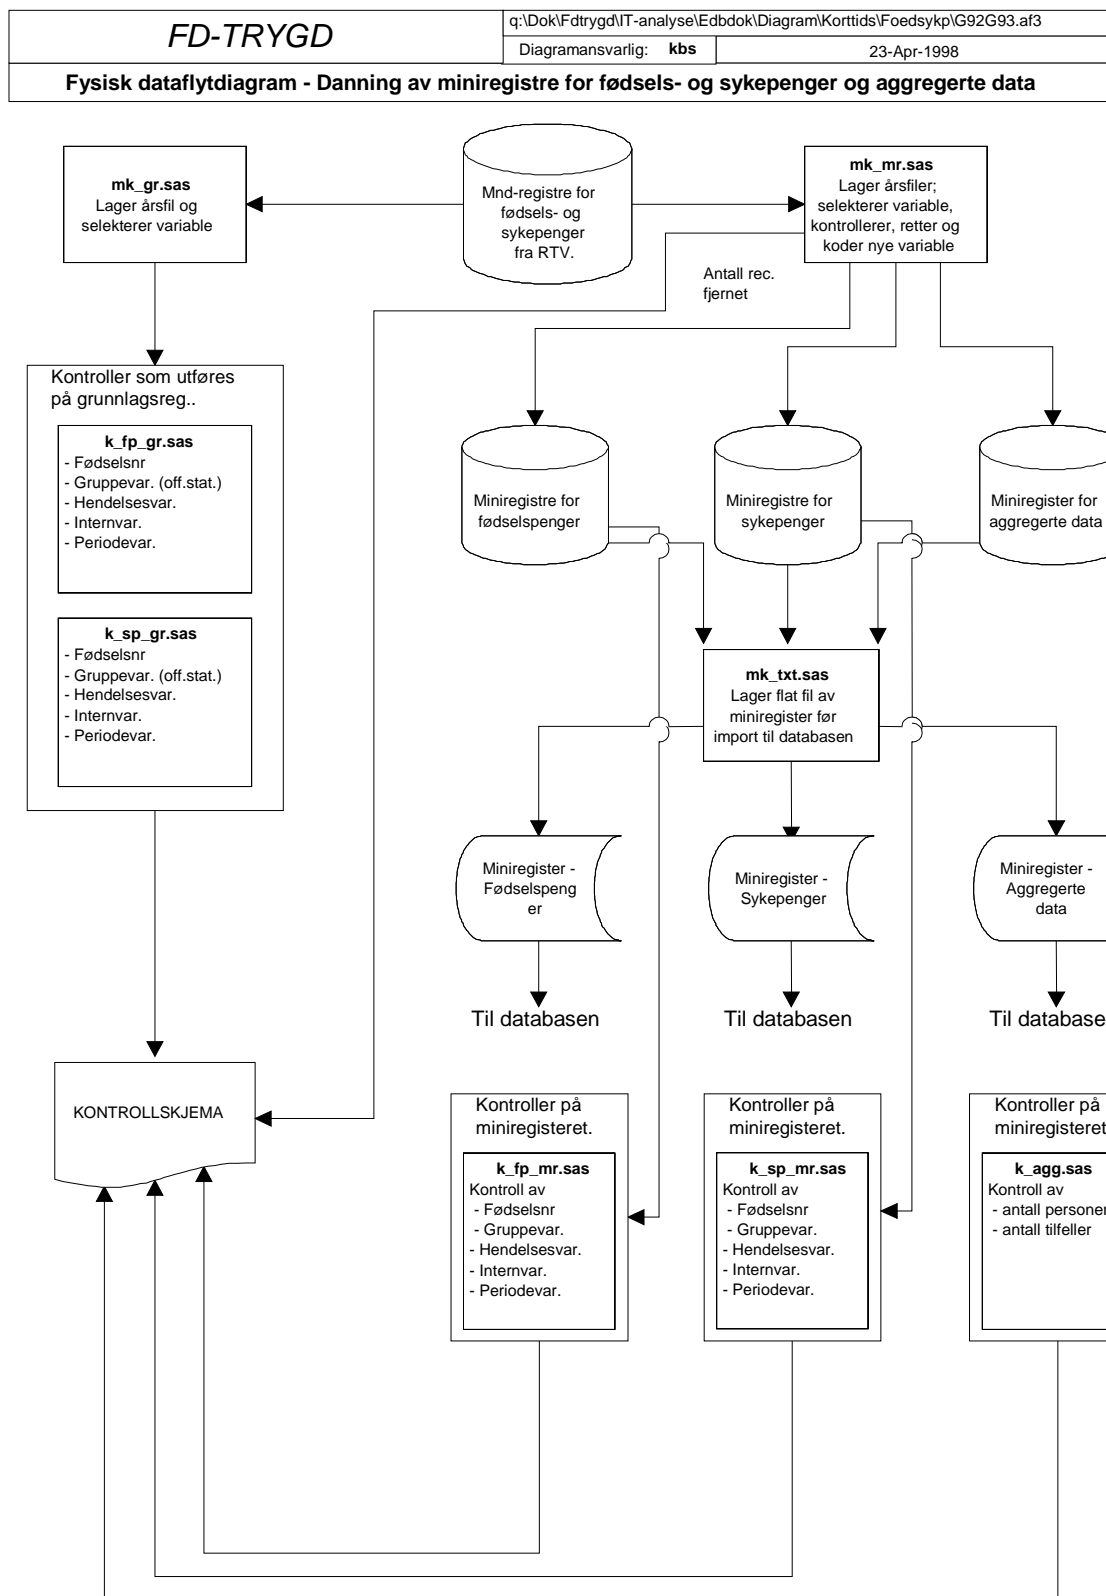 FD-TRYGD
q:\Dok\Fdtrygd\IT-analyse\Edbdok\Diagram\Korttids\Foedsykp\G92G93.af3
Diagramansvarlig: kbs
23-Apr-1998
Fysisk dataflytdiagram - Danning av miniregistre for fødsels- og sykepenger og aggregerte data
mk_gr.sas
Lager årsfil og
selekterer variable
Mnd-registre for
fødsels- og
sykepenger
fra RTV.
mk_mr.sas
Lager årsfiler;
selekterer variable,
kontrollerer, retter og
koder nye variable
Antall rec.
fjernet
Kontroller som utføres
på grunnlagsreg..
k_fp_gr.sas
- Fødselsnr
- Gruppevar. (off.stat.)
- Hendelsesvar.
- Internvar.
- Periodevar.
k_sp_gr.sas
- Fødselsnr
- Gruppevar. (off.stat.)
- Hendelsesvar.
- Internvar.
- Periodevar.
Miniregistre for
fødselspenger
Miniregistre for
sykepenger
Miniregister for
aggregerte data
mk_txt.sas
Lager flat fil av
miniregister før
import til databasen
Miniregister -
Fødselspeng
er
Miniregister -
Sykepenger
Miniregister -
Aggregerte
data
Til databasen
Til databasen
Til database
KONTROLLSKJEMA
Kontroller på
miniregisteret.
k_fp_mr.sas
Kontroll av
- Fødselsnr
- Gruppevar.
- Hendelsesvar.
- Internvar.
- Periodevar.
Kontroller på
miniregisteret.
k_sp_mr.sas
Kontroll av
- Fødselsnr
- Gruppevar.
- Hendelsesvar.
- Internvar.
- Periodevar.
Kontroller på
miniregisteret
k_agg.sas
Kontroll av
- antall personer
- antall tilfeller